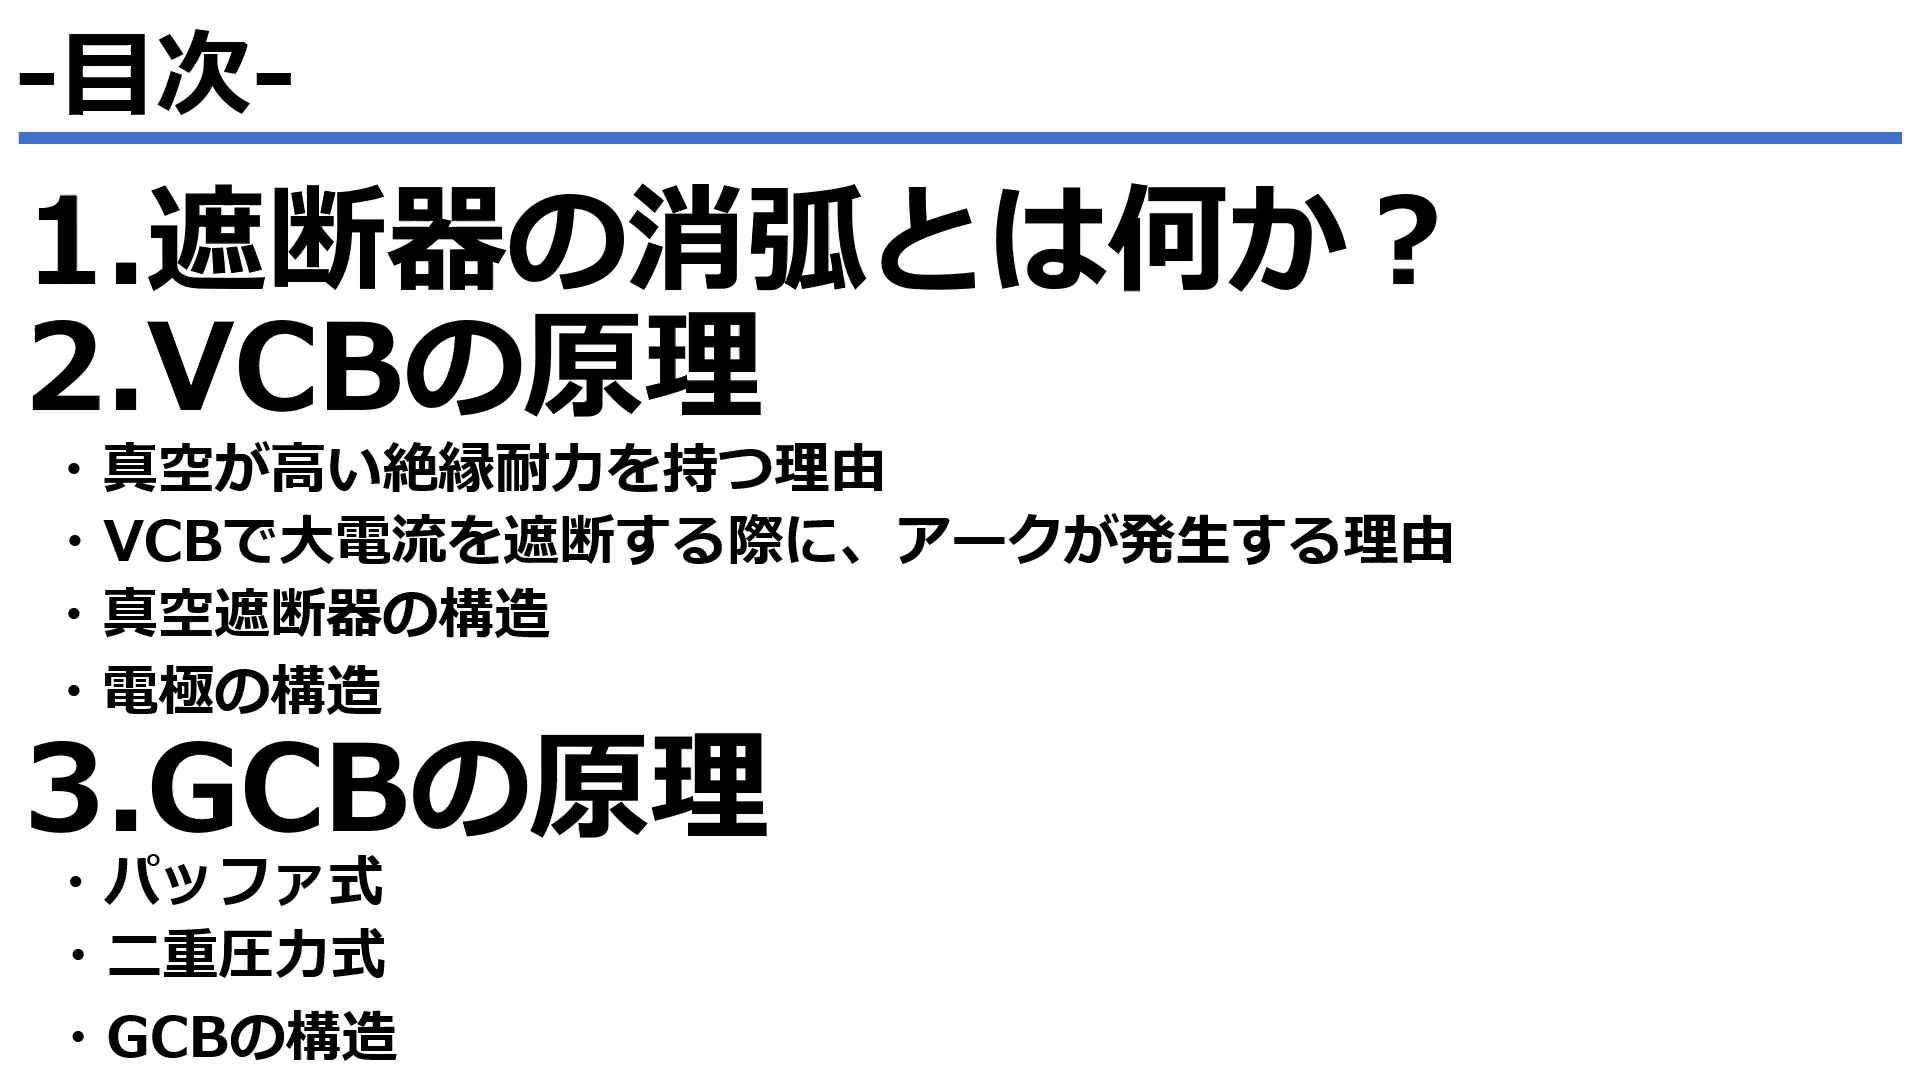 -目次-
1.遮断器の消弧とは何か？
2.VCBの原理
・真空が高い絶縁耐力を持つ理由
・VCBで大電流を遮断する際に、アークが発生する理由
・真空遮断器の構造
・電極の構造
3.GCBの原理
・パッファ式
・二重圧力式
・GCBの構造